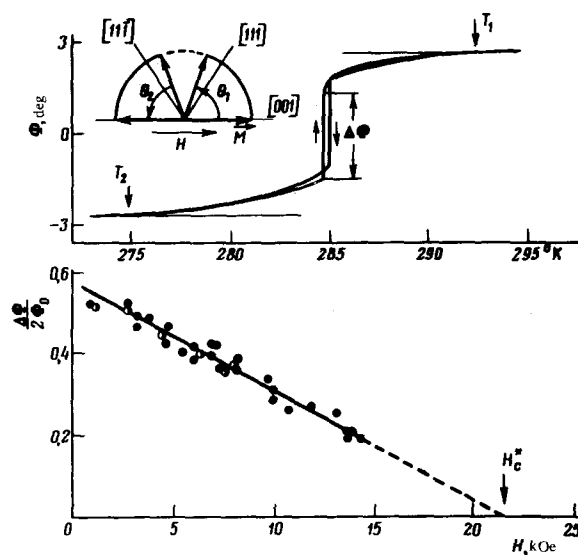 [111̄] [111]
T₁
3
Φ, deg
θ₂ θ₁
[001]
H M
0
ΔΦ
T₂
-3
275 280 285 290 295 °K
0,6
ΔΦ
2Φ₀
0,4
0,2
H*c
0 5 10 15 20 25
H, kOe